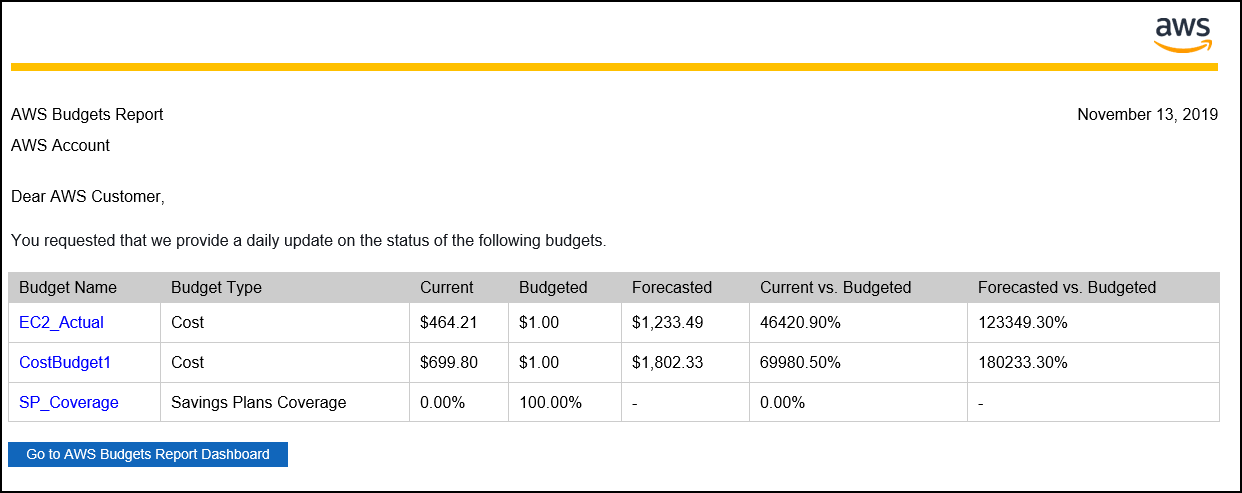 aws
AWS Budgets Report November 13, 2019
AWS Account
Dear AWS Customer,
You requested that we provide a daily update on the status of the following budgets.
Budget Name Budget Type Current Budgeted Forecasted Current vs. Budgeted Forecasted vs. Budgeted
EC2_Actual Cost $464.21 $1.00 $1,233.49 46420.90% 123349.30%
CostBudget1 Cost $699.80 $1.00 $1,802.33 69980.50% 180233.30%
SP_Coverage Savings Plans Coverage 0.00% 100.00% - 0.00% -
Go to AWS Budgets Report Dashboard